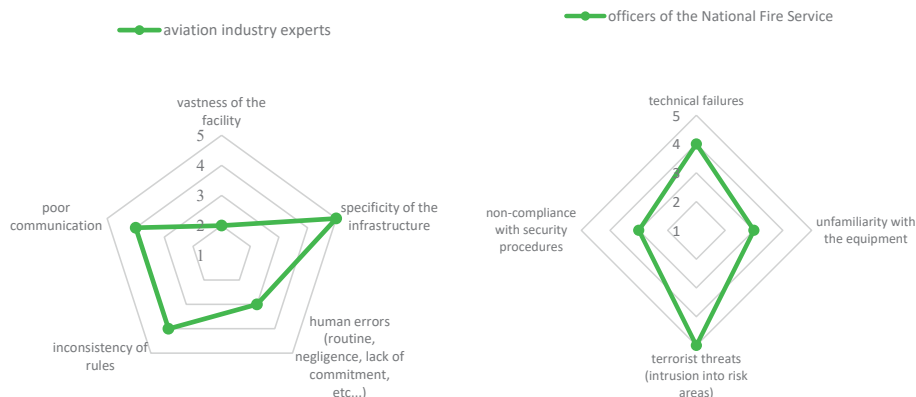 aviation industry experts
vastness of the
facility
5
4
3
2
1
specificity of the
infrastructure
human errors
(routine,
negligence, lack of
commitment,
etc...)
inconsistency of
rules
poor
communication
officers of the National Fire Service
technical failures
5
4
3
2
1
unfamiliarity with
the equipment
terrorist threats
(intrusion into risk
areas)
non-compliance
with security
procedures